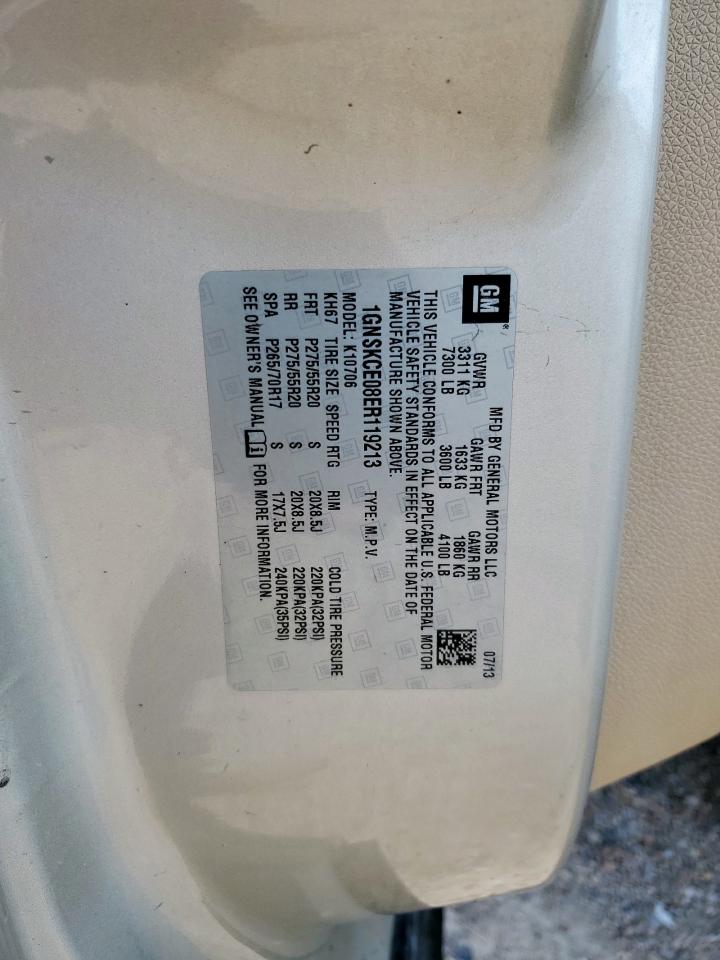 GM ®
MFD BY GENERAL MOTORS LLC 07/13
GVWR GAWR FRT GAWR RR
3311 KG 1633 KG 1860 KG
7300 LB 3600 LB 4100 LB
THIS VEHICLE CONFORMS TO ALL APPLICABLE U.S. FEDERAL MOTOR
VEHICLE SAFETY STANDARDS IN EFFECT ON THE DATE OF
MANUFACTURE SHOWN ABOVE.
1GNSKCE08ER119213 TYPE: M.P.V.
MODEL: K10706
KH67 TIRE SIZE SPEED RTG RIM COLD TIRE PRESSURE
FRT P275/55R20 S 20X8.5J 220KPA(32PSI)
RR P275/55R20 S 20X8.5J 220KPA(32PSI)
SPA P265/70R17 S 17X7.5J 240KPA(35PSI)
SEE OWNER'S MANUAL i FOR MORE INFORMATION.